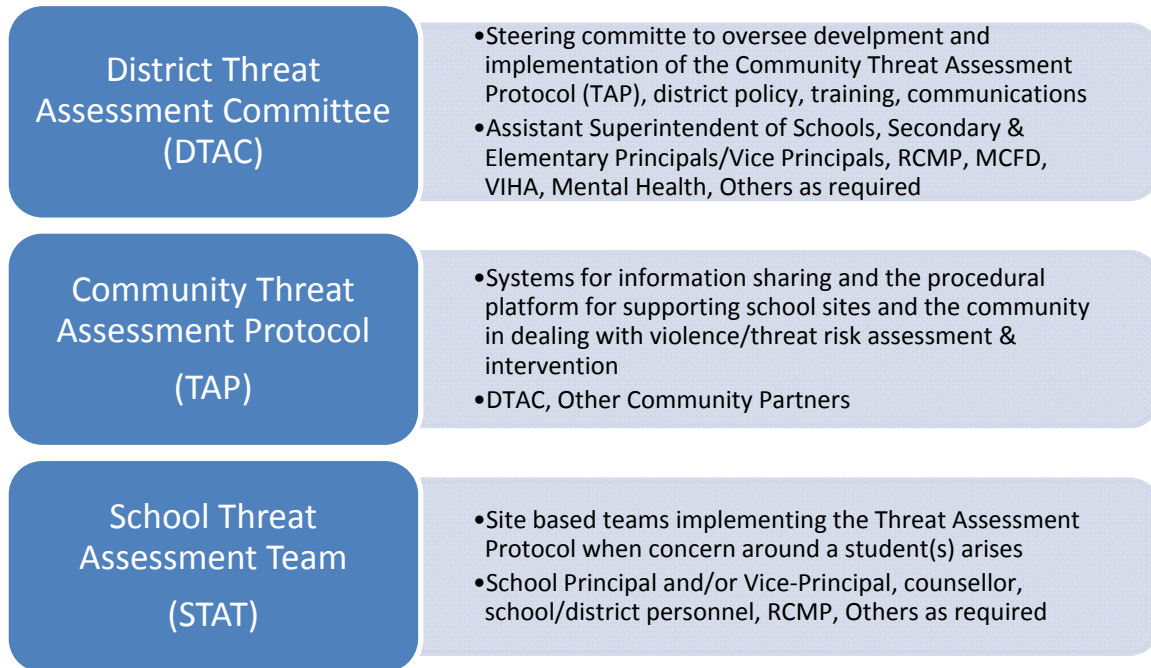 District Threat
Assessment Committee
(DTAC)
•Steering committe to oversee develpment and
implementation of the Community Threat Assessment
Protocol (TAP), district policy, training, communications
•Assistant Superintendent of Schools, Secondary &
Elementary Principals/Vice Principals, RCMP, MCFD,
VIHA, Mental Health, Others as required
Community Threat
Assessment Protocol
(TAP)
•Systems for information sharing and the procedural
platform for supporting school sites and the community
in dealing with violence/threat risk assessment &
intervention
•DTAC, Other Community Partners
School Threat
Assessment Team
(STAT)
•Site based teams implementing the Threat Assessment
Protocol when concern around a student(s) arises
•School Principal and/or Vice-Principal, counsellor,
school/district personnel, RCMP, Others as required